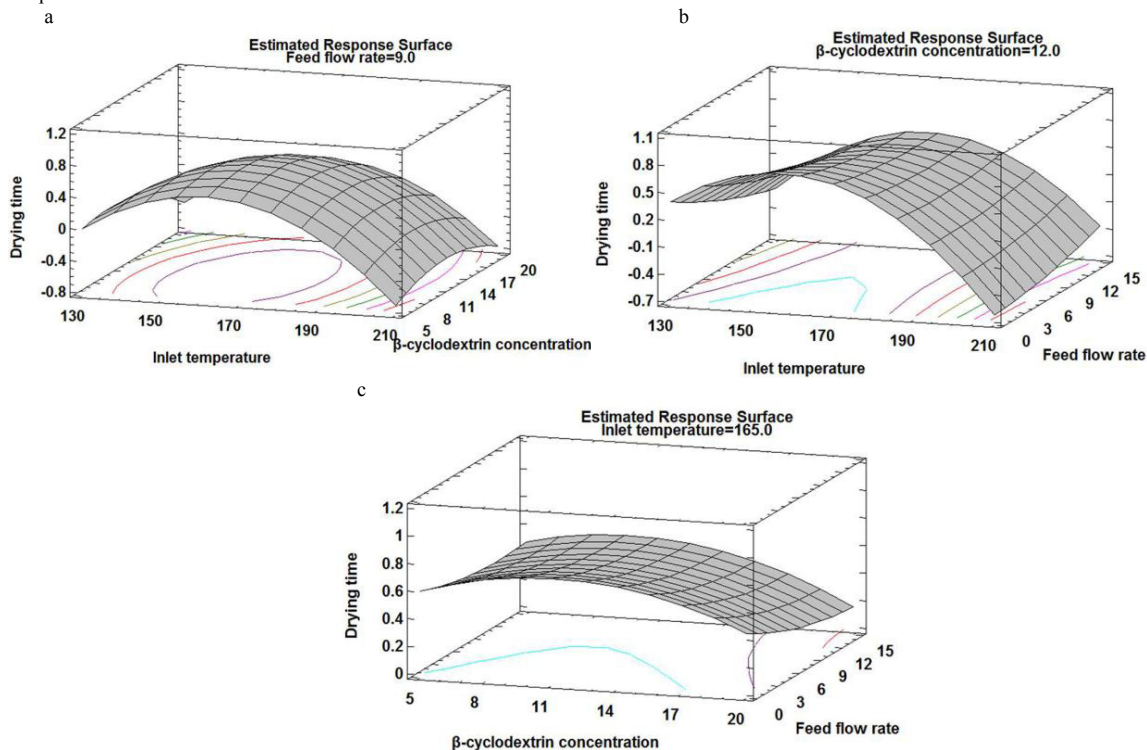 a
Estimated Response Surface
Feed flow rate=9.0
1.2
0.8
0.4
0
-0.4
-0.8
Drying time
130 150 170 190 210
Inlet temperature
5 8 11 14 17 20
β-cyclodextrin concentration
b
Estimated Response Surface
β-cyclodextrin concentration=12.0
1.1
0.8
0.5
0.2
-0.1
-0.4
-0.7
Drying time
130 150 170 190 210
Inlet temperature
0 3 6 9 12 15
Feed flow rate
c
Estimated Response Surface
Inlet temperature=165.0
1.2
1
0.8
0.6
0.4
0.2
0
Drying time
5 8 11 14 17 20
β-cyclodextrin concentration
0 3 6 9 12 15
Feed flow rate